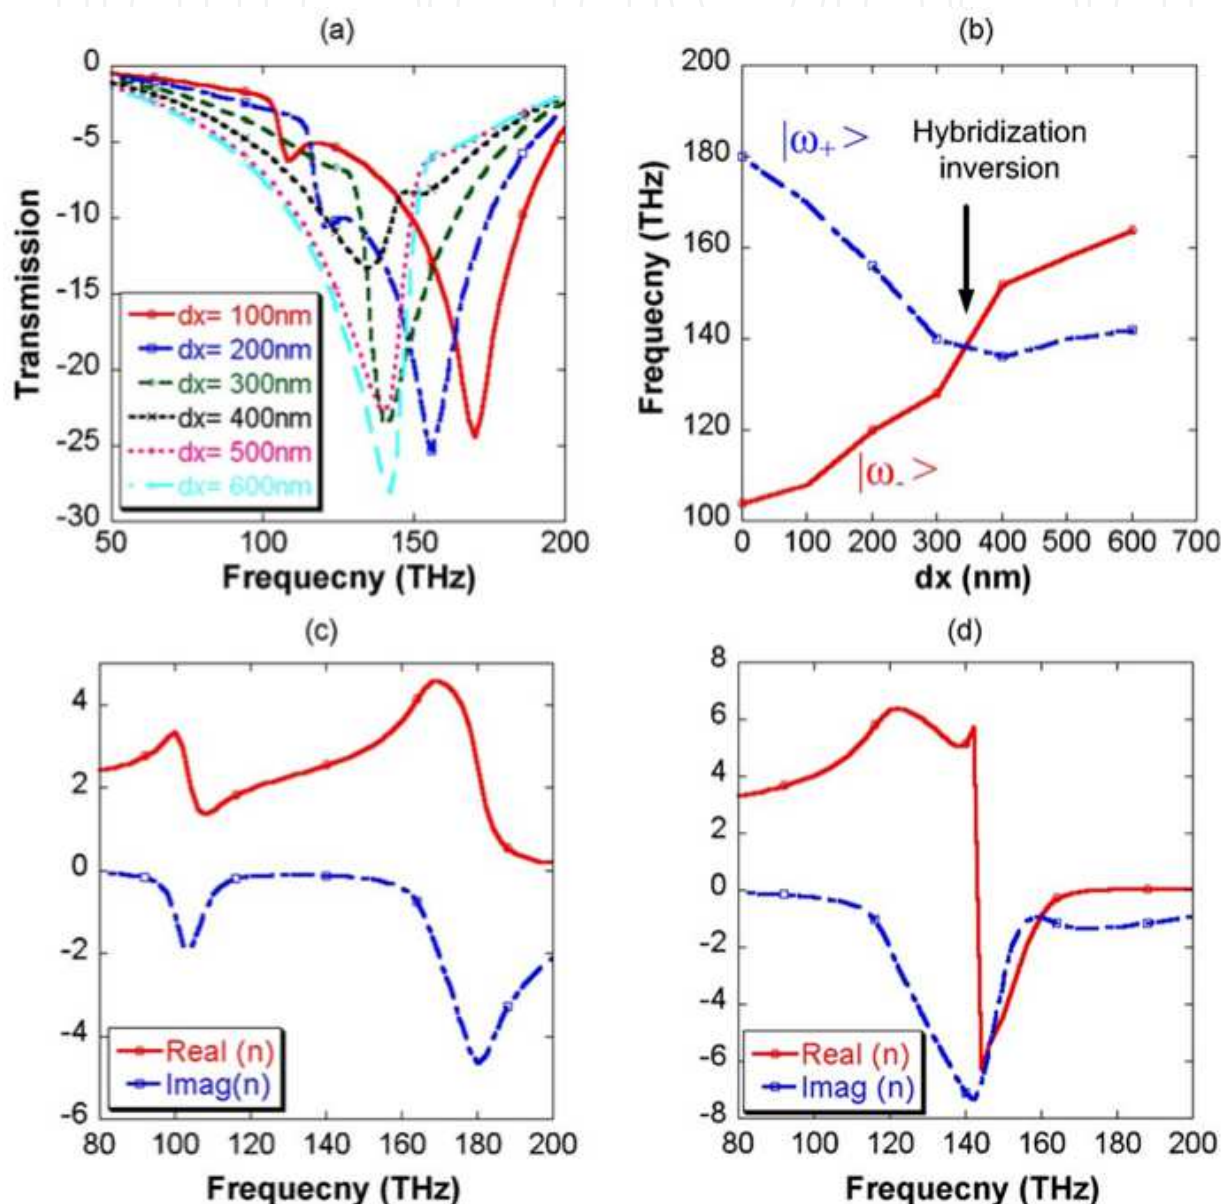 (a)
0
-5
-10
-15
-20
-25
-30
Transmission
dx= 100nm
dx= 200nm
dx= 300nm
dx= 400nm
dx= 500nm
dx= 600nm
50 100 150 200
Frequecny (THz)
(b)
200
180
160
140
120
100
Frequecny (THz)
|ω+>
Hybridization
inversion
|ω->
0 100 200 300 400 500 600 700
dx (nm)
(c)
4
2
0
-2
-4
-6
Real (n)
Imag(n)
80 100 120 140 160 180 200
Frequecny (THz)
(d)
8
6
4
2
0
-2
-4
-6
-8
Real (n)
Imag (n)
80 100 120 140 160 180 200
Frequecny (THz)